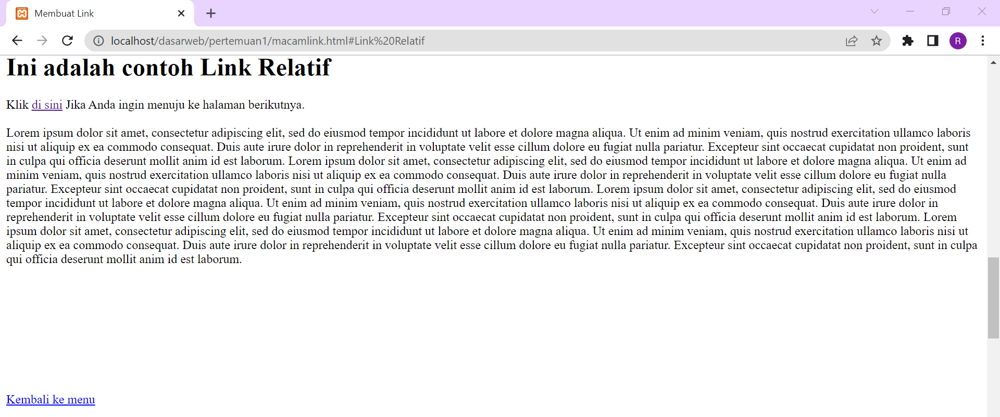 Membuat Link
localhost/dasarweb/pertemuan1/macamlink.html#Link%20Relatif
R
Ini adalah contoh Link Relatif
Klik di sini Jika Anda ingin menuju ke halaman berikutnya.
Lorem ipsum dolor sit amet, consectetur adipiscing elit, sed do eiusmod tempor incididunt ut labore et dolore magna aliqua. Ut enim ad minim veniam, quis nostrud exercitation ullamco laboris
nisi ut aliquip ex ea commodo consequat. Duis aute irure dolor in reprehenderit in voluptate velit esse cillum dolore eu fugiat nulla pariatur. Excepteur sint occaecat cupidatat non proident, sunt
in culpa qui officia deserunt mollit anim id est laborum. Lorem ipsum dolor sit amet, consectetur adipiscing elit, sed do eiusmod tempor incididunt ut labore et dolore magna aliqua. Ut enim ad
minim veniam, quis nostrud exercitation ullamco laboris nisi ut aliquip ex ea commodo consequat. Duis aute irure dolor in reprehenderit in voluptate velit esse cillum dolore eu fugiat nulla
pariatur. Excepteur sint occaecat cupidatat non proident, sunt in culpa qui officia deserunt mollit anim id est laborum. Lorem ipsum dolor sit amet, consectetur adipiscing elit, sed do eiusmod
tempor incididunt ut labore et dolore magna aliqua. Ut enim ad minim veniam, quis nostrud exercitation ullamco laboris nisi ut aliquip ex ea commodo consequat. Duis aute irure dolor in
reprehenderit in voluptate velit esse cillum dolore eu fugiat nulla pariatur. Excepteur sint occaecat cupidatat non proident, sunt in culpa qui officia deserunt mollit anim id est laborum. Lorem
ipsum dolor sit amet, consectetur adipiscing elit, sed do eiusmod tempor incididunt ut labore et dolore magna aliqua. Ut enim ad minim veniam, quis nostrud exercitation ullamco laboris nisi ut
aliquip ex ea commodo consequat. Duis aute irure dolor in reprehenderit in voluptate velit esse cillum dolore eu fugiat nulla pariatur. Excepteur sint occaecat cupidatat non proident, sunt in culpa
qui officia deserunt mollit anim id est laborum.
Kembali ke menu